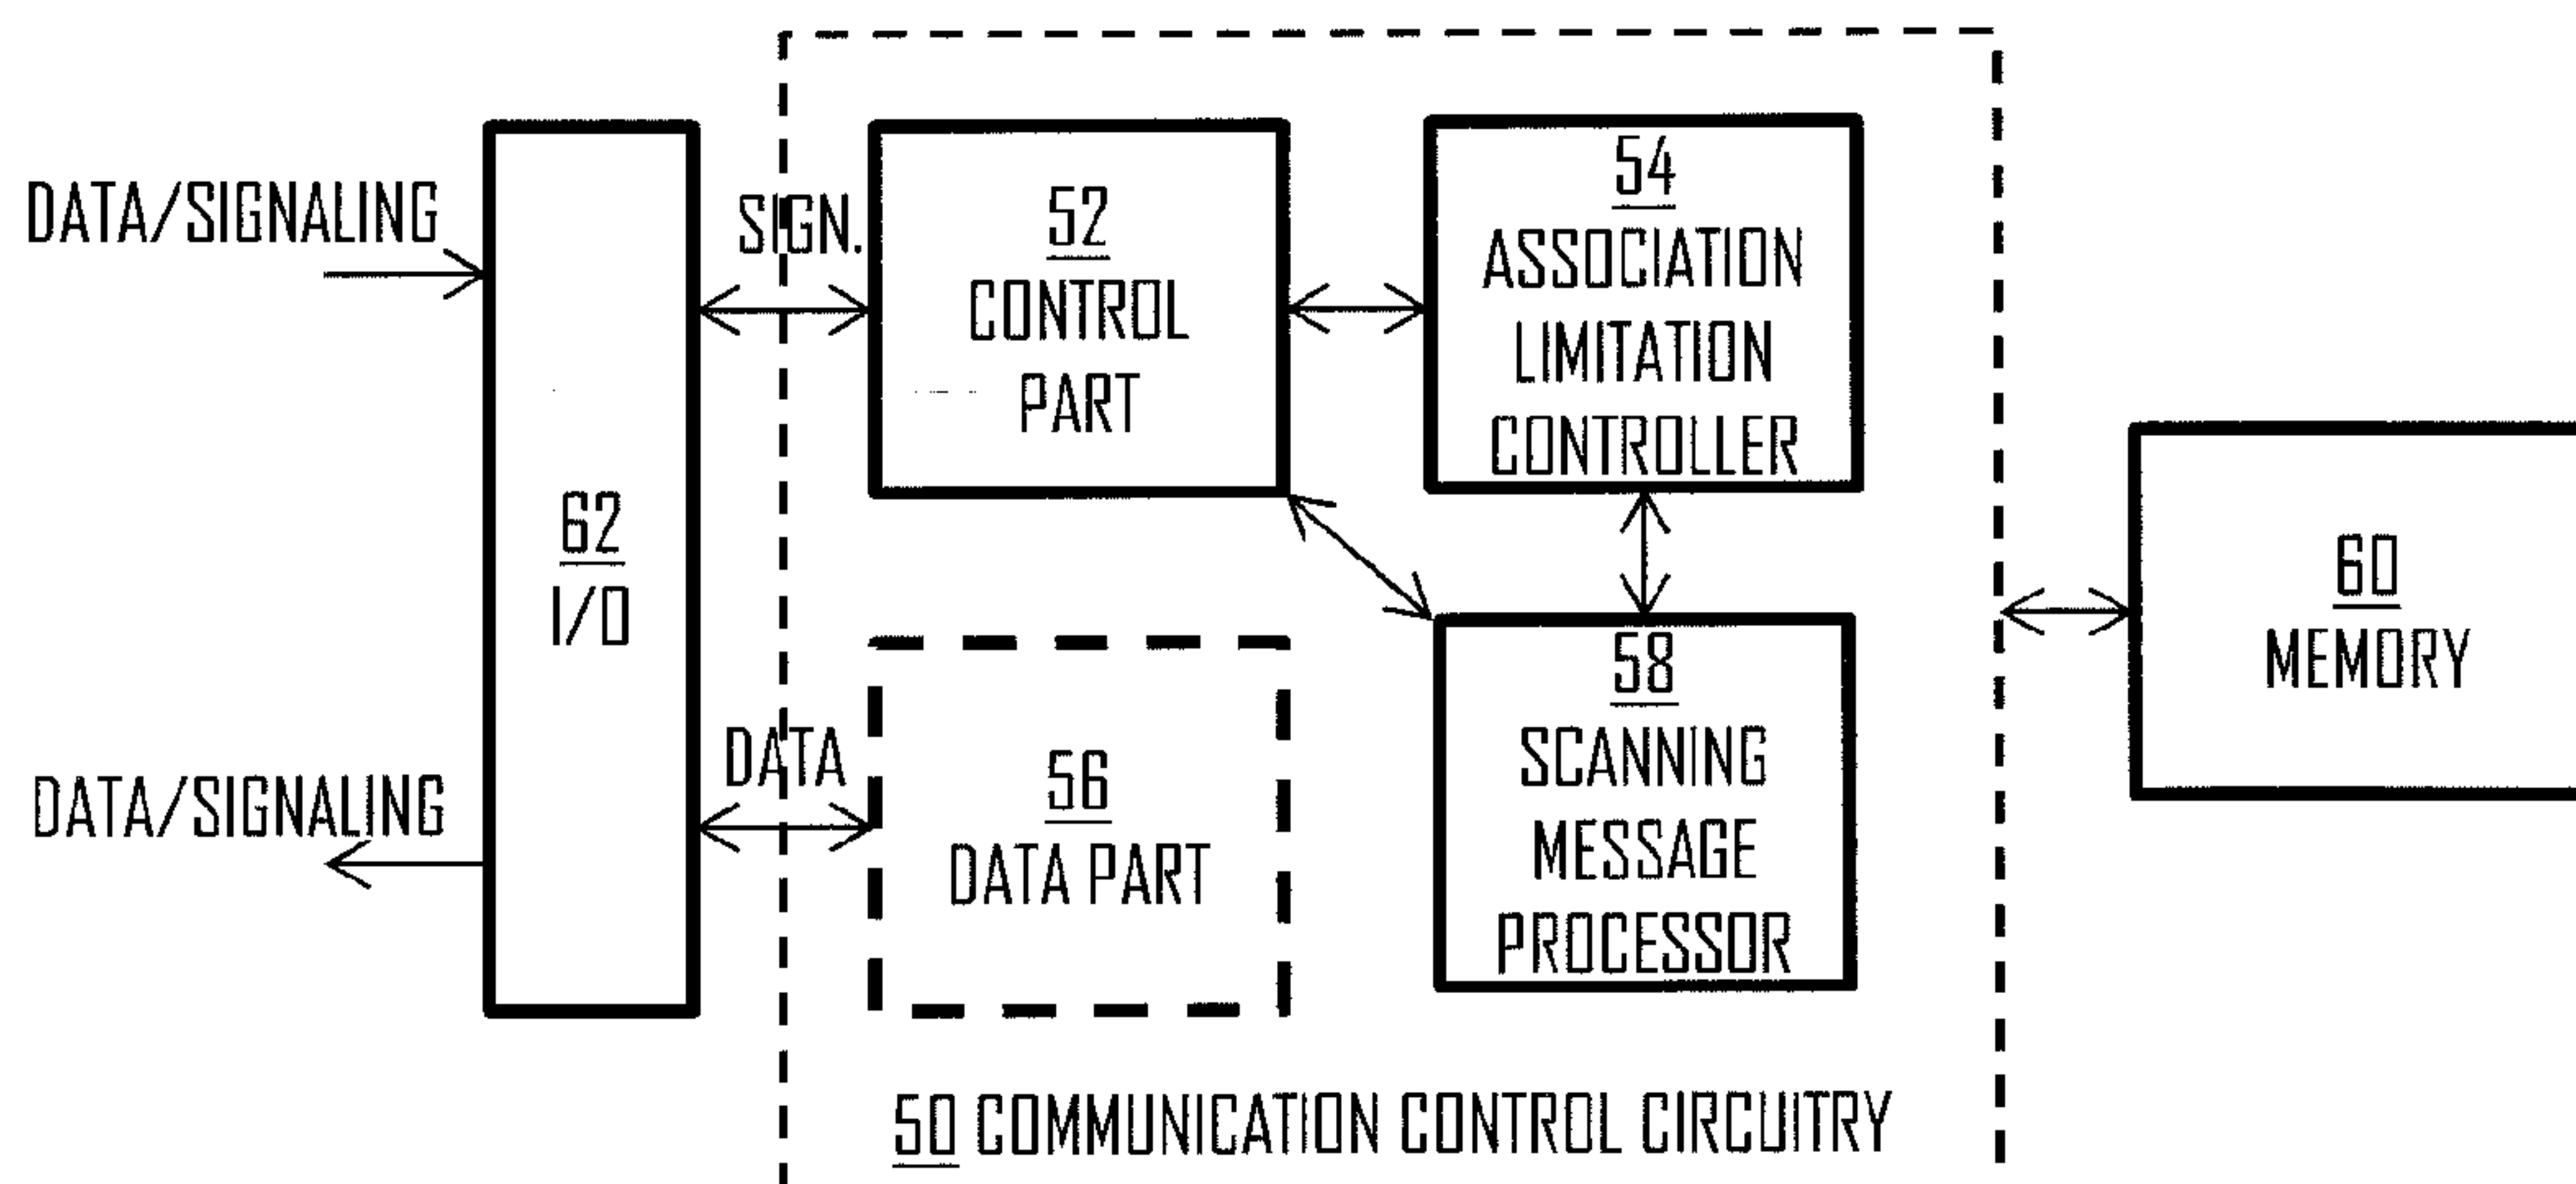 DATA/SIGNALING
SIGN.
52
CONTROL
PART
54
ASSOCIATION
LIMITATION
CONTROLLER
62
I/O
60
MEMORY
DATA/SIGNALING
DATA
56
DATA PART
58
SCANNING
MESSAGE
PROCESSOR
50 COMMUNICATION CONTROL CIRCUITRY